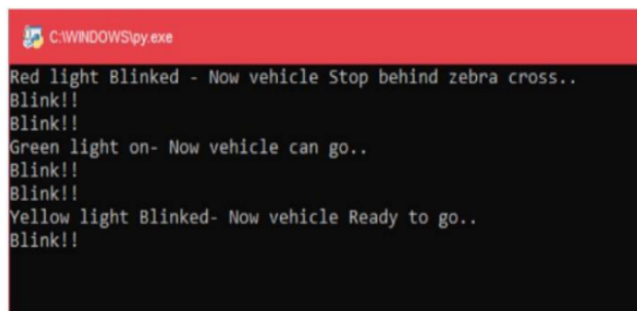 C:\WINDOWS\py.exe
Red light Blinked - Now vehicle Stop behind zebra cross..
Blink!!
Blink!!
Green light on- Now vehicle can go..
Blink!!
Blink!!
Yellow light Blinked- Now vehicle Ready to go..
Blink!!